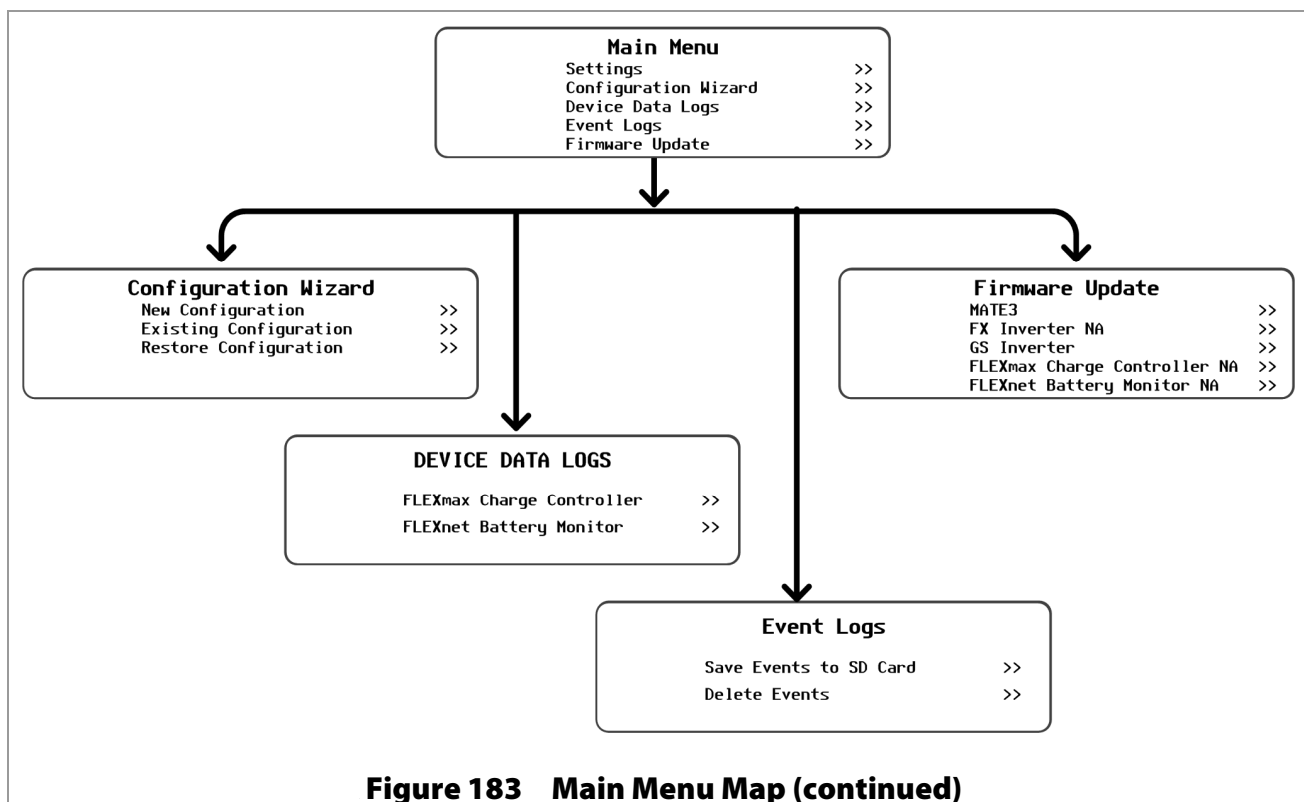 Main Menu
Settings >>
Configuration Wizard >>
Device Data Logs >>
Event Logs >>
Firmware Update >>
Configuration Wizard
New Configuration >>
Existing Configuration >>
Restore Configuration >>
Firmware Update
MATE3 >>
FX Inverter NA >>
GS Inverter >>
FLEXmax Charge Controller NA >>
FLEXnet Battery Monitor NA >>
DEVICE DATA LOGS
FLEXmax Charge Controller >>
FLEXnet Battery Monitor >>
Event Logs
Save Events to SD Card >>
Delete Events >>
Figure 183 Main Menu Map (continued)